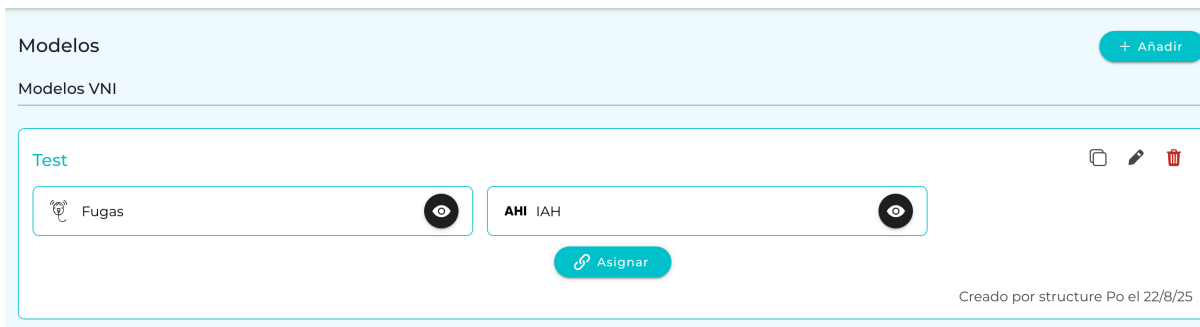 Modelos
+ Añadir
Modelos VNI
Test
Fugas
AHI IAH
Asignar
Creado por structure Po el 22/8/25